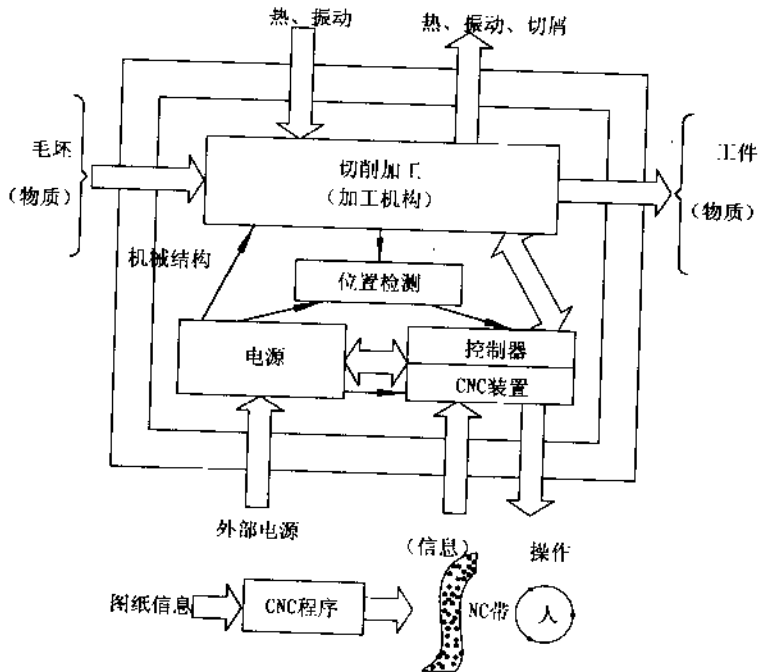 热、振动
热、振动、切屑
毛坯
(物质)
切削加工
(加工机构)
工件
(物质)
机械结构
位置检测
电源
控制器
CNC装置
外部电源
(信息)
操作
图纸信息
CNC程序
NC带
人